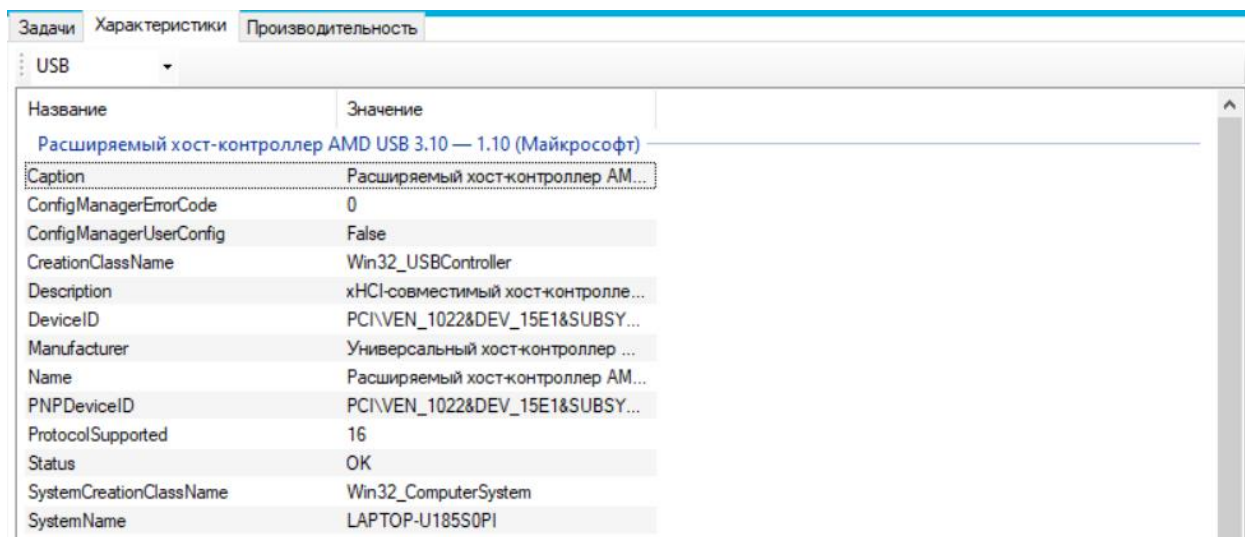 Задачи Характеристики Производительность
USB
Название Значение
Расширяемый хост-контроллер AMD USB 3.10 — 1.10 (Майкрософт)
Caption Расширяемый хост-контроллер AM...
ConfigManagerErrorCode 0
ConfigManagerUserConfig False
CreationClassName Win32_USBController
Description xHCI-совместимый хост-контролле...
DeviceID PCI\VEN_1022&DEV_15E1&SUBSY...
Manufacturer Универсальный хост-контроллер ...
Name Расширяемый хост-контроллер AM...
PNPDeviceID PCI\VEN_1022&DEV_15E1&SUBSY...
ProtocolSupported 16
Status OK
SystemCreationClassName Win32_ComputerSystem
SystemName LAPTOP-U185S0PI